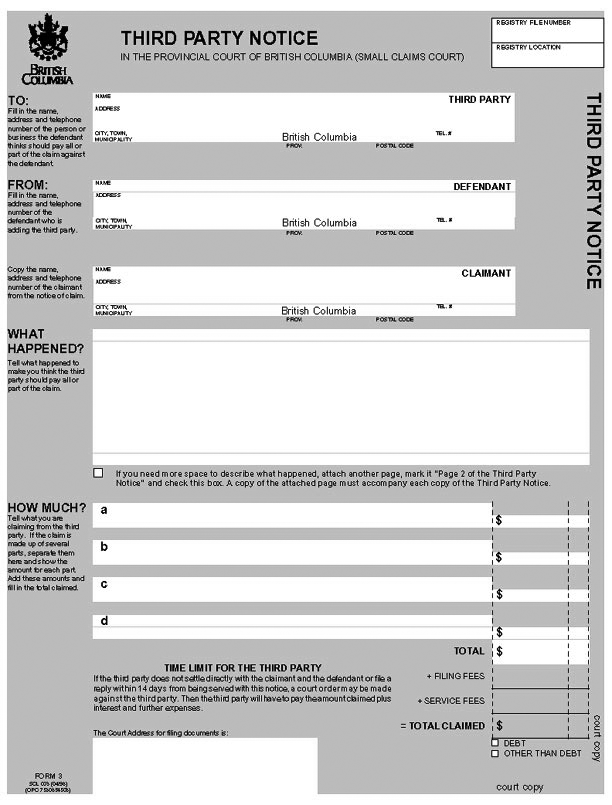 BRITISH
COLUMBIA
THIRD PARTY NOTICE
IN THE PROVINCIAL COURT OF BRITISH COLUMBIA (SMALL CLAIMS COURT)
REGISTRY FILE NUMBER
REGISTRY LOCATION
THIRD PARTY NOTICE
TO:
Fill in the name,
address and telephone
number of the person or
business the defendant
thinks should pay all or
part of the claim against
the defendant.
NAME
THIRD PARTY
ADDRESS
CITY, TOWN,
MUNICIPALITY
British Columbia
TEL. #
PROV.
POSTAL CODE
FROM:
Fill in the name,
address and telephone
number of the
defendant who is
adding the third party.
NAME
DEFENDANT
ADDRESS
CITY, TOWN,
MUNICIPALITY
British Columbia
TEL. #
PROV.
POSTAL CODE
Copy the name,
address and telephone
number of the claimant
from the notice of claim.
NAME
CLAIMANT
ADDRESS
CITY, TOWN,
MUNICIPALITY
British Columbia
TEL. #
PROV.
POSTAL CODE
WHAT
HAPPENED?
Tell what happened to
make you think the third
party should pay all or
part of the claim.
If you need more space to describe what happened, attach another page, mark it "Page 2 of the Third Party
Notice" and check this box. A copy of the attached page must accompany each copy of the Third Party Notice.
HOW MUCH?
Tell what you are
claiming from the third
party. If the claim is
made up of several
parts, separate them
here and show the
amount for each part.
Add these amounts and
fill in the total claimed.
a
$
b
$
c
$
d
$
TOTAL $
TIME LIMIT FOR THE THIRD PARTY
If the third party does not settle directly with the claimant and the defendant or file a
reply within 14 days from being served with this notice, a court order may be made
against the third party. Then the third party will have to pay the amount claimed plus
interest and further expenses.
+ FILING FEES
+ SERVICE FEES
= TOTAL CLAIMED $
The Court Address for filing documents is:
DEBT
OTHER THAN DEBT
court copy
FORM 3
court copy